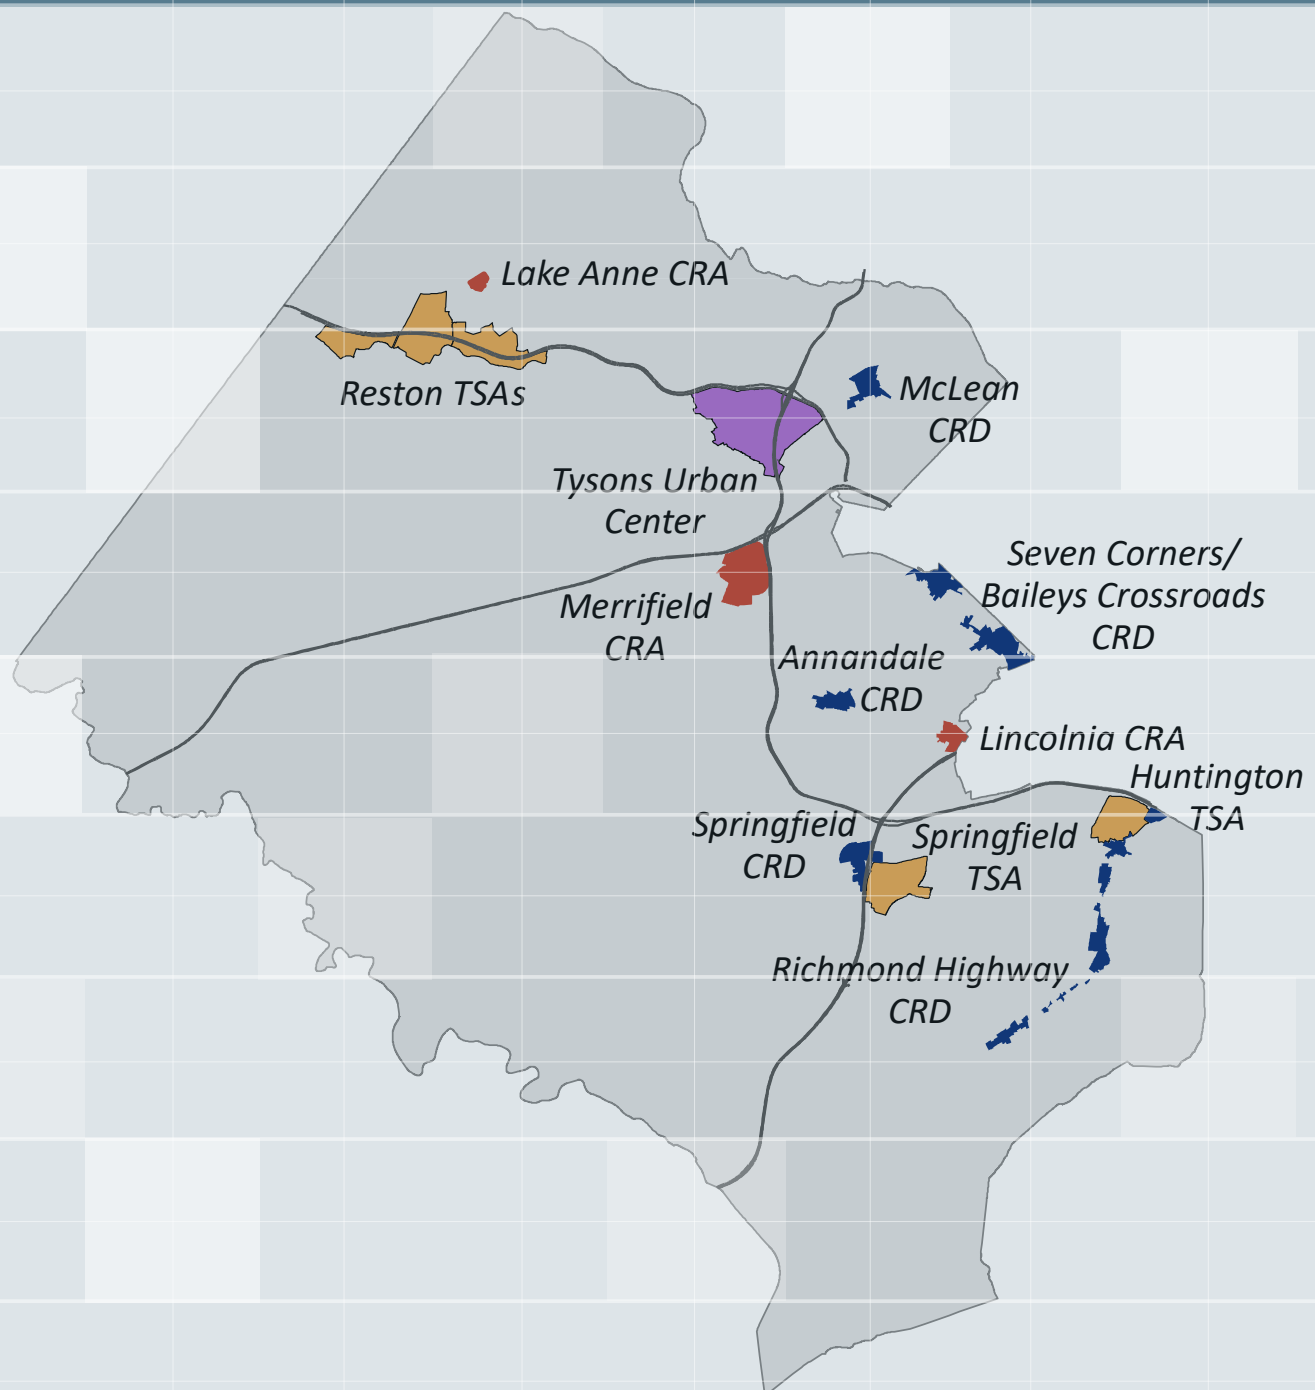 Lake Anne CRA
Reston TSAs
McLean
CRD
Tysons Urban
Center
Seven Corners/
Baileys Crossroads
CRD
Merrifield
CRA
Annandale
CRD
Lincolnia CRA
Huntington
TSA
Springfield
CRD
Springfield
TSA
Richmond Highway
CRD